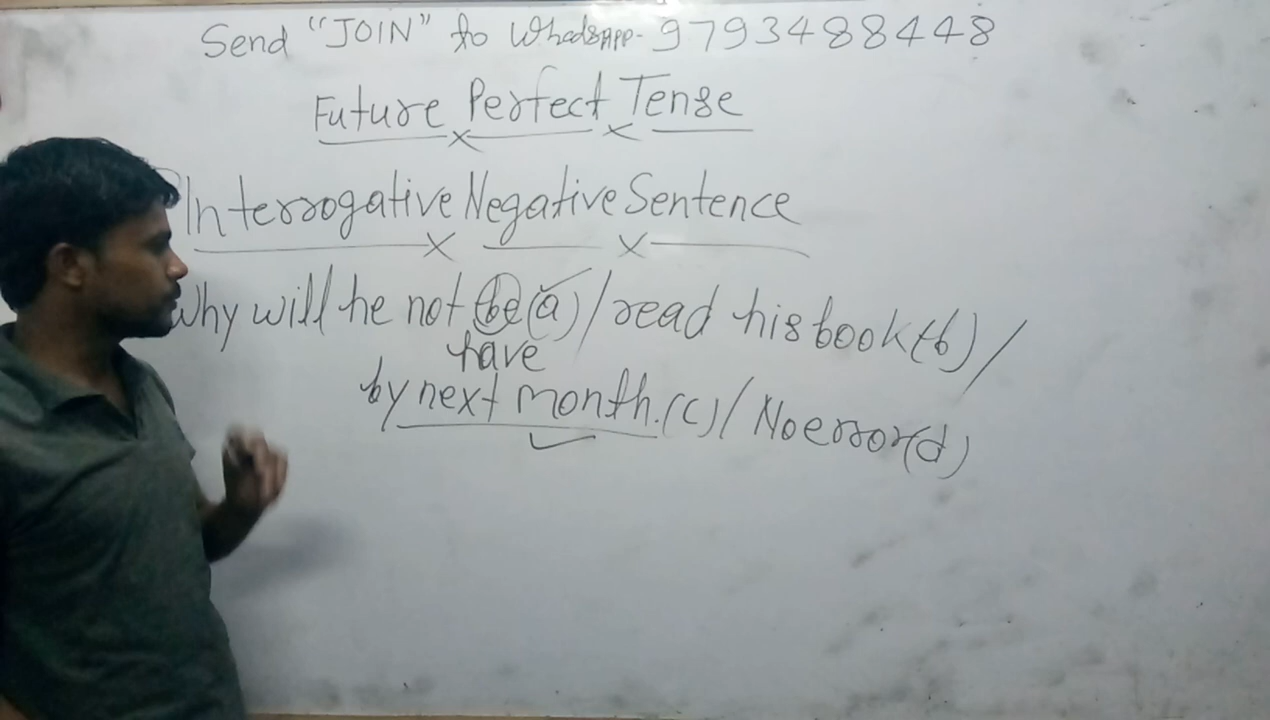 Send "JOIN" to WhatsApp- 9793488448
Future Perfect Tense
Interrogative Negative Sentence
Why will he not be (a) / read his book (b) /
have
by next month. (c) / No error (d)